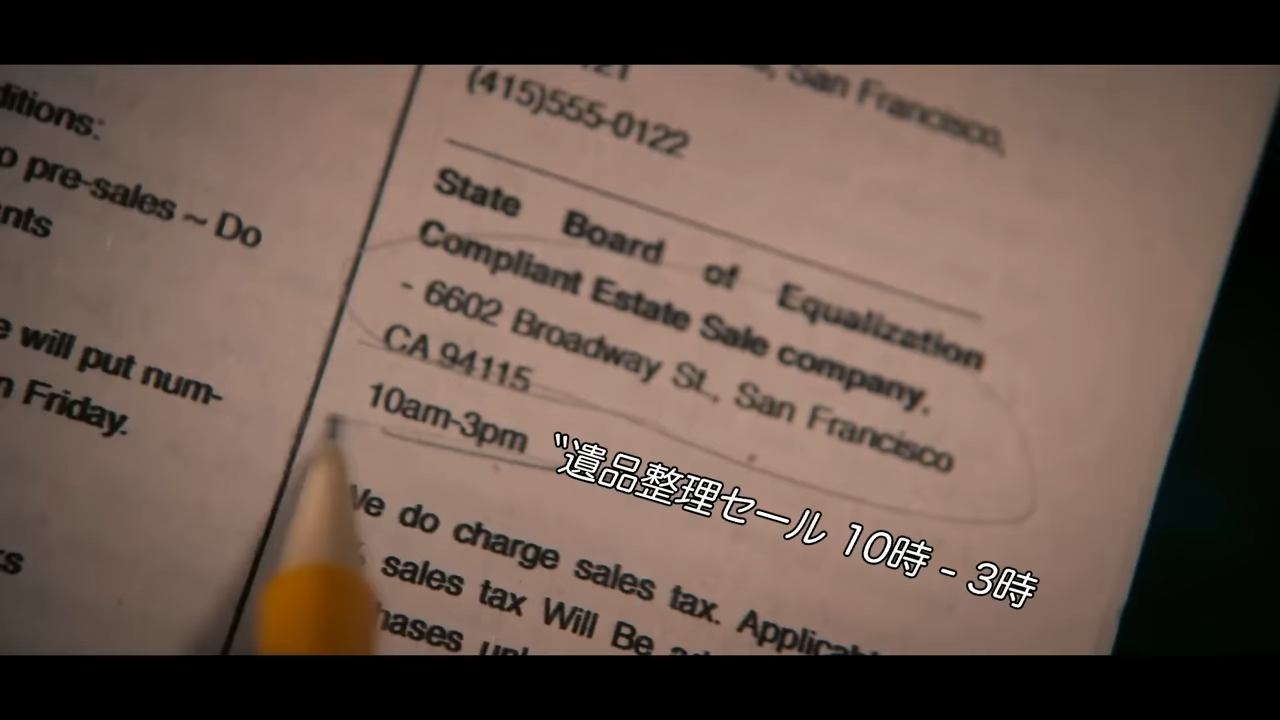 ditions:
pre-sales ~ Do
nts
will put num-
Friday.
San Francisco,
(415)555-0122
State Board of Equalization
Compliant Estate Sale company.
- 6602 Broadway St., San Francisco
CA 94115
10am-3pm
We do charge sales tax. Applicabl
sales tax Will Be
hases
〝遺品整理セール 10時 - 3時